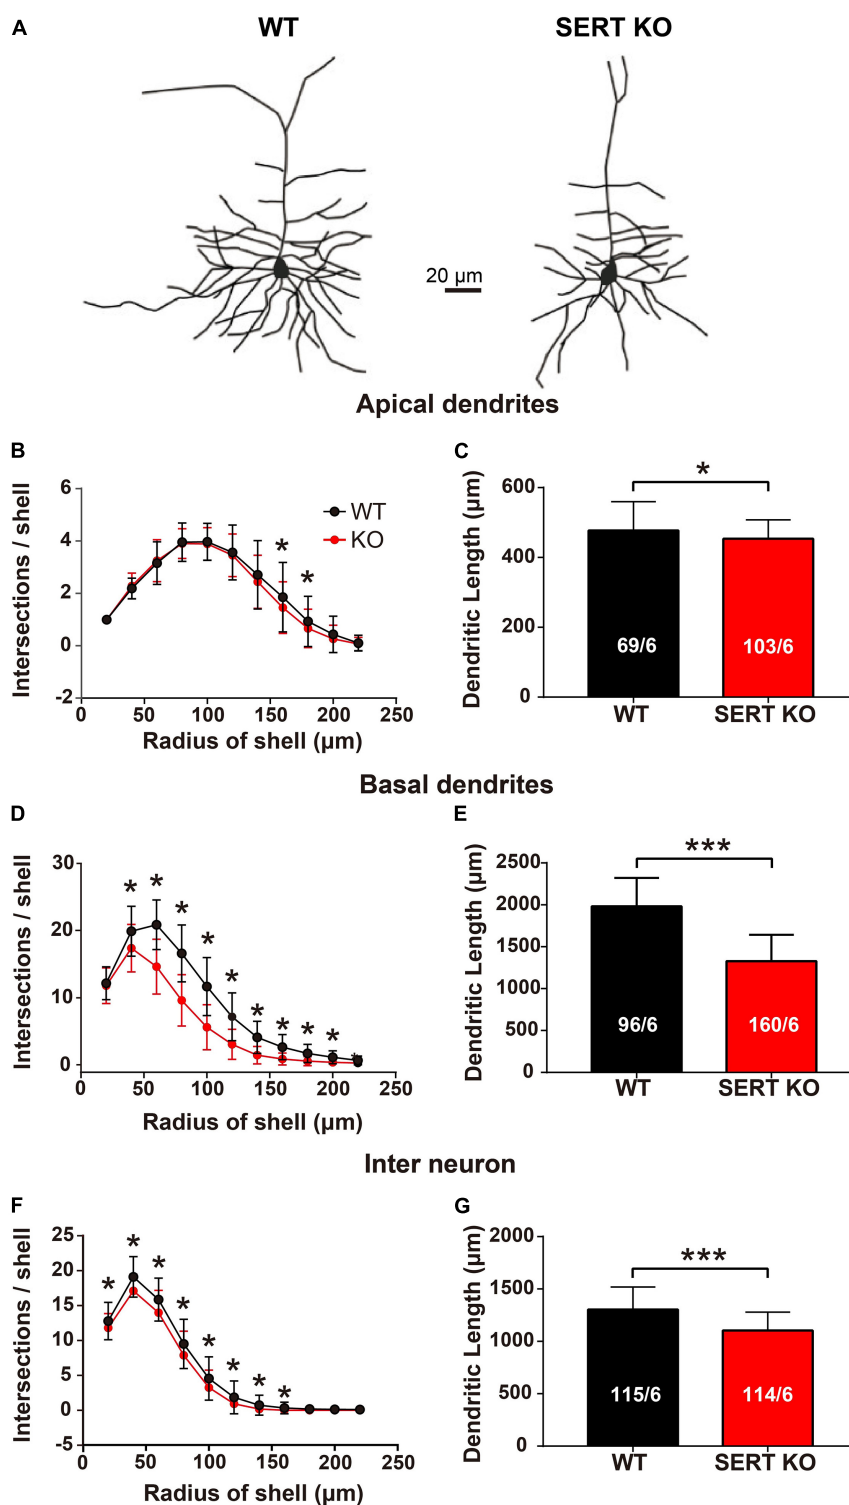 A
WT
SERT KO
20 µm
Apical dendrites
B
Intersections / shell
6
4
2
0
-2
0
50
100
150
200
250
Radius of shell (µm)
WT
KO
*
*
C
Dendritic Length (µm)
600
400
200
0
*
69/6
103/6
WT
SERT KO
Basal dendrites
D
Intersections / shell
30
20
10
0
* * * * * * * * *
0
50
100
150
200
250
Radius of shell (µm)
E
Dendritic Length (µm)
2500
2000
1500
1000
500
0
***
96/6
160/6
WT
SERT KO
Inter neuron
F
Intersections / shell
25
20
15
10
5
0
-5
* * * * * * * *
0
50
100
150
200
250
Radius of shell (µm)
G
Dendritic Length (µm)
2000
1500
1000
500
0
***
115/6
114/6
WT
SERT KO